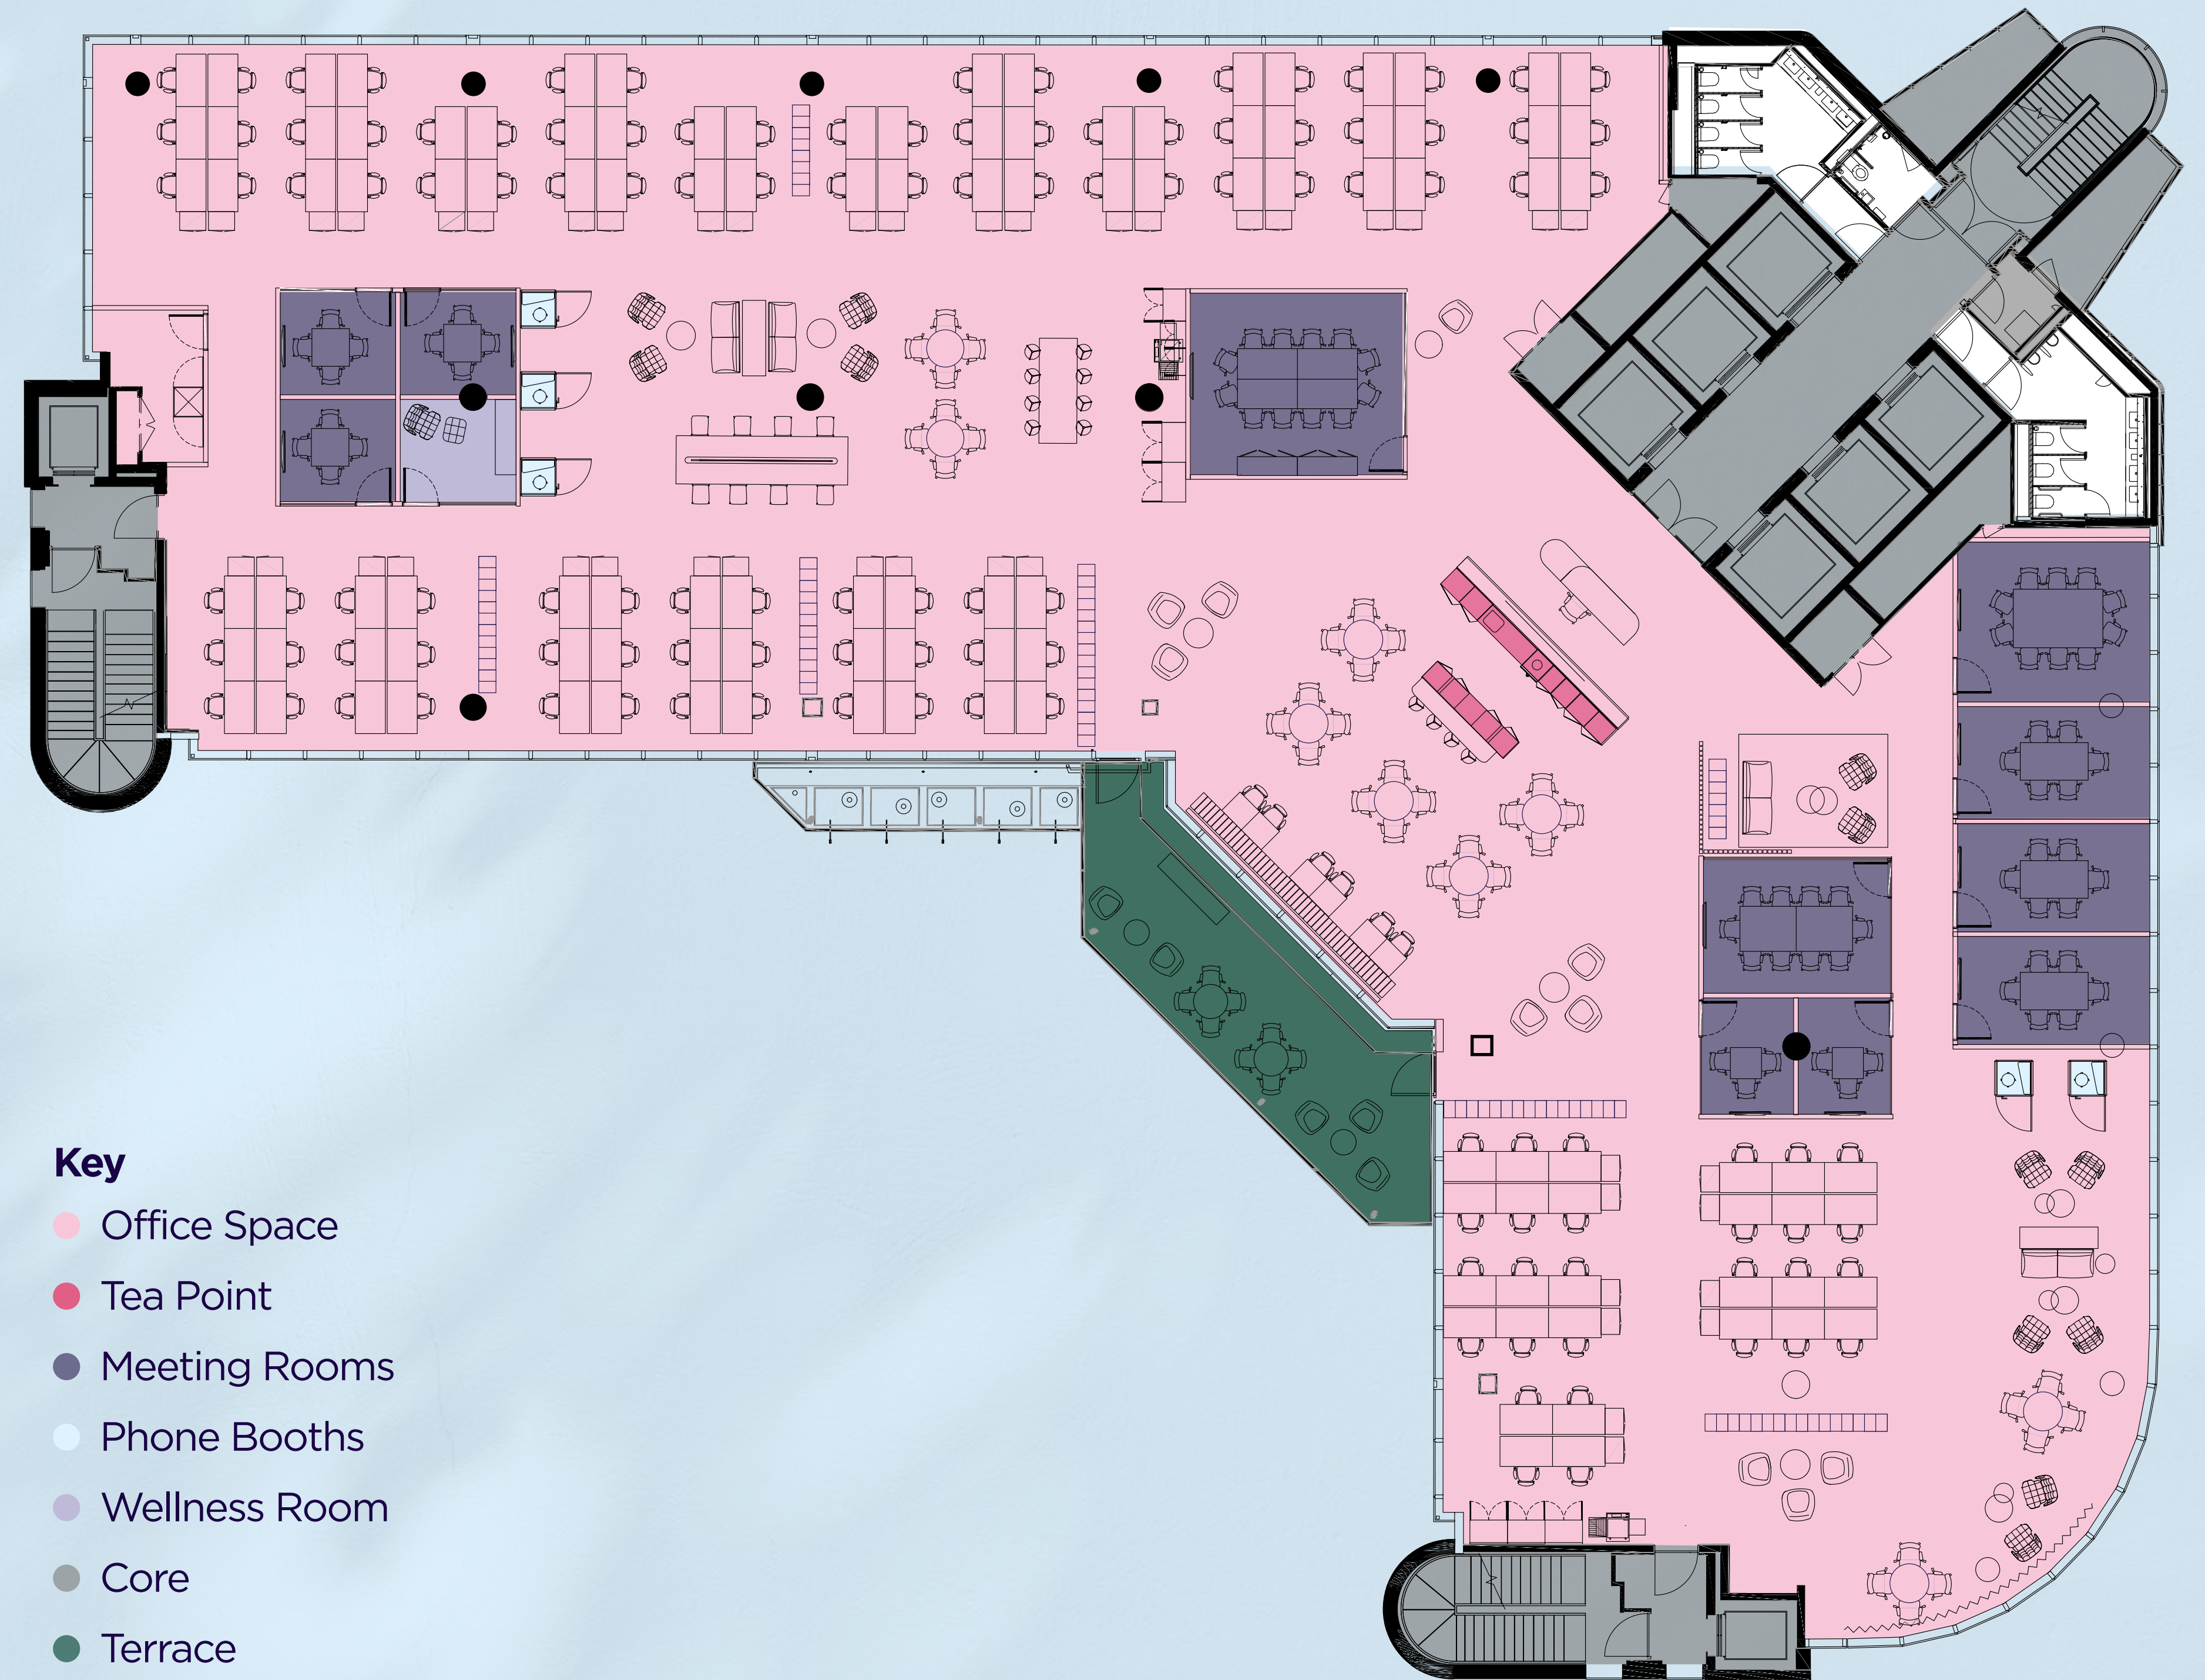 Key
Office Space
Tea Point
Meeting Rooms
Phone Booths
Wellness Room
Core
Terrace